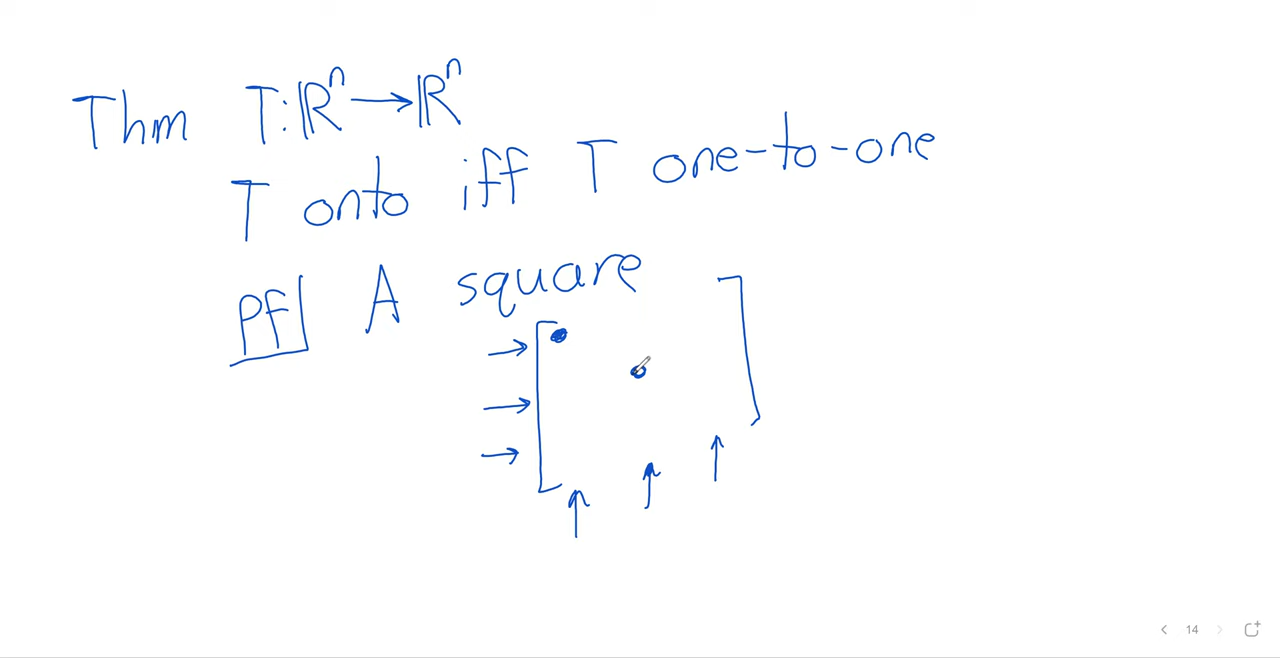 Thm T:ℝⁿ→ℝⁿ
T onto iff T one-to-one
Pf A square
14